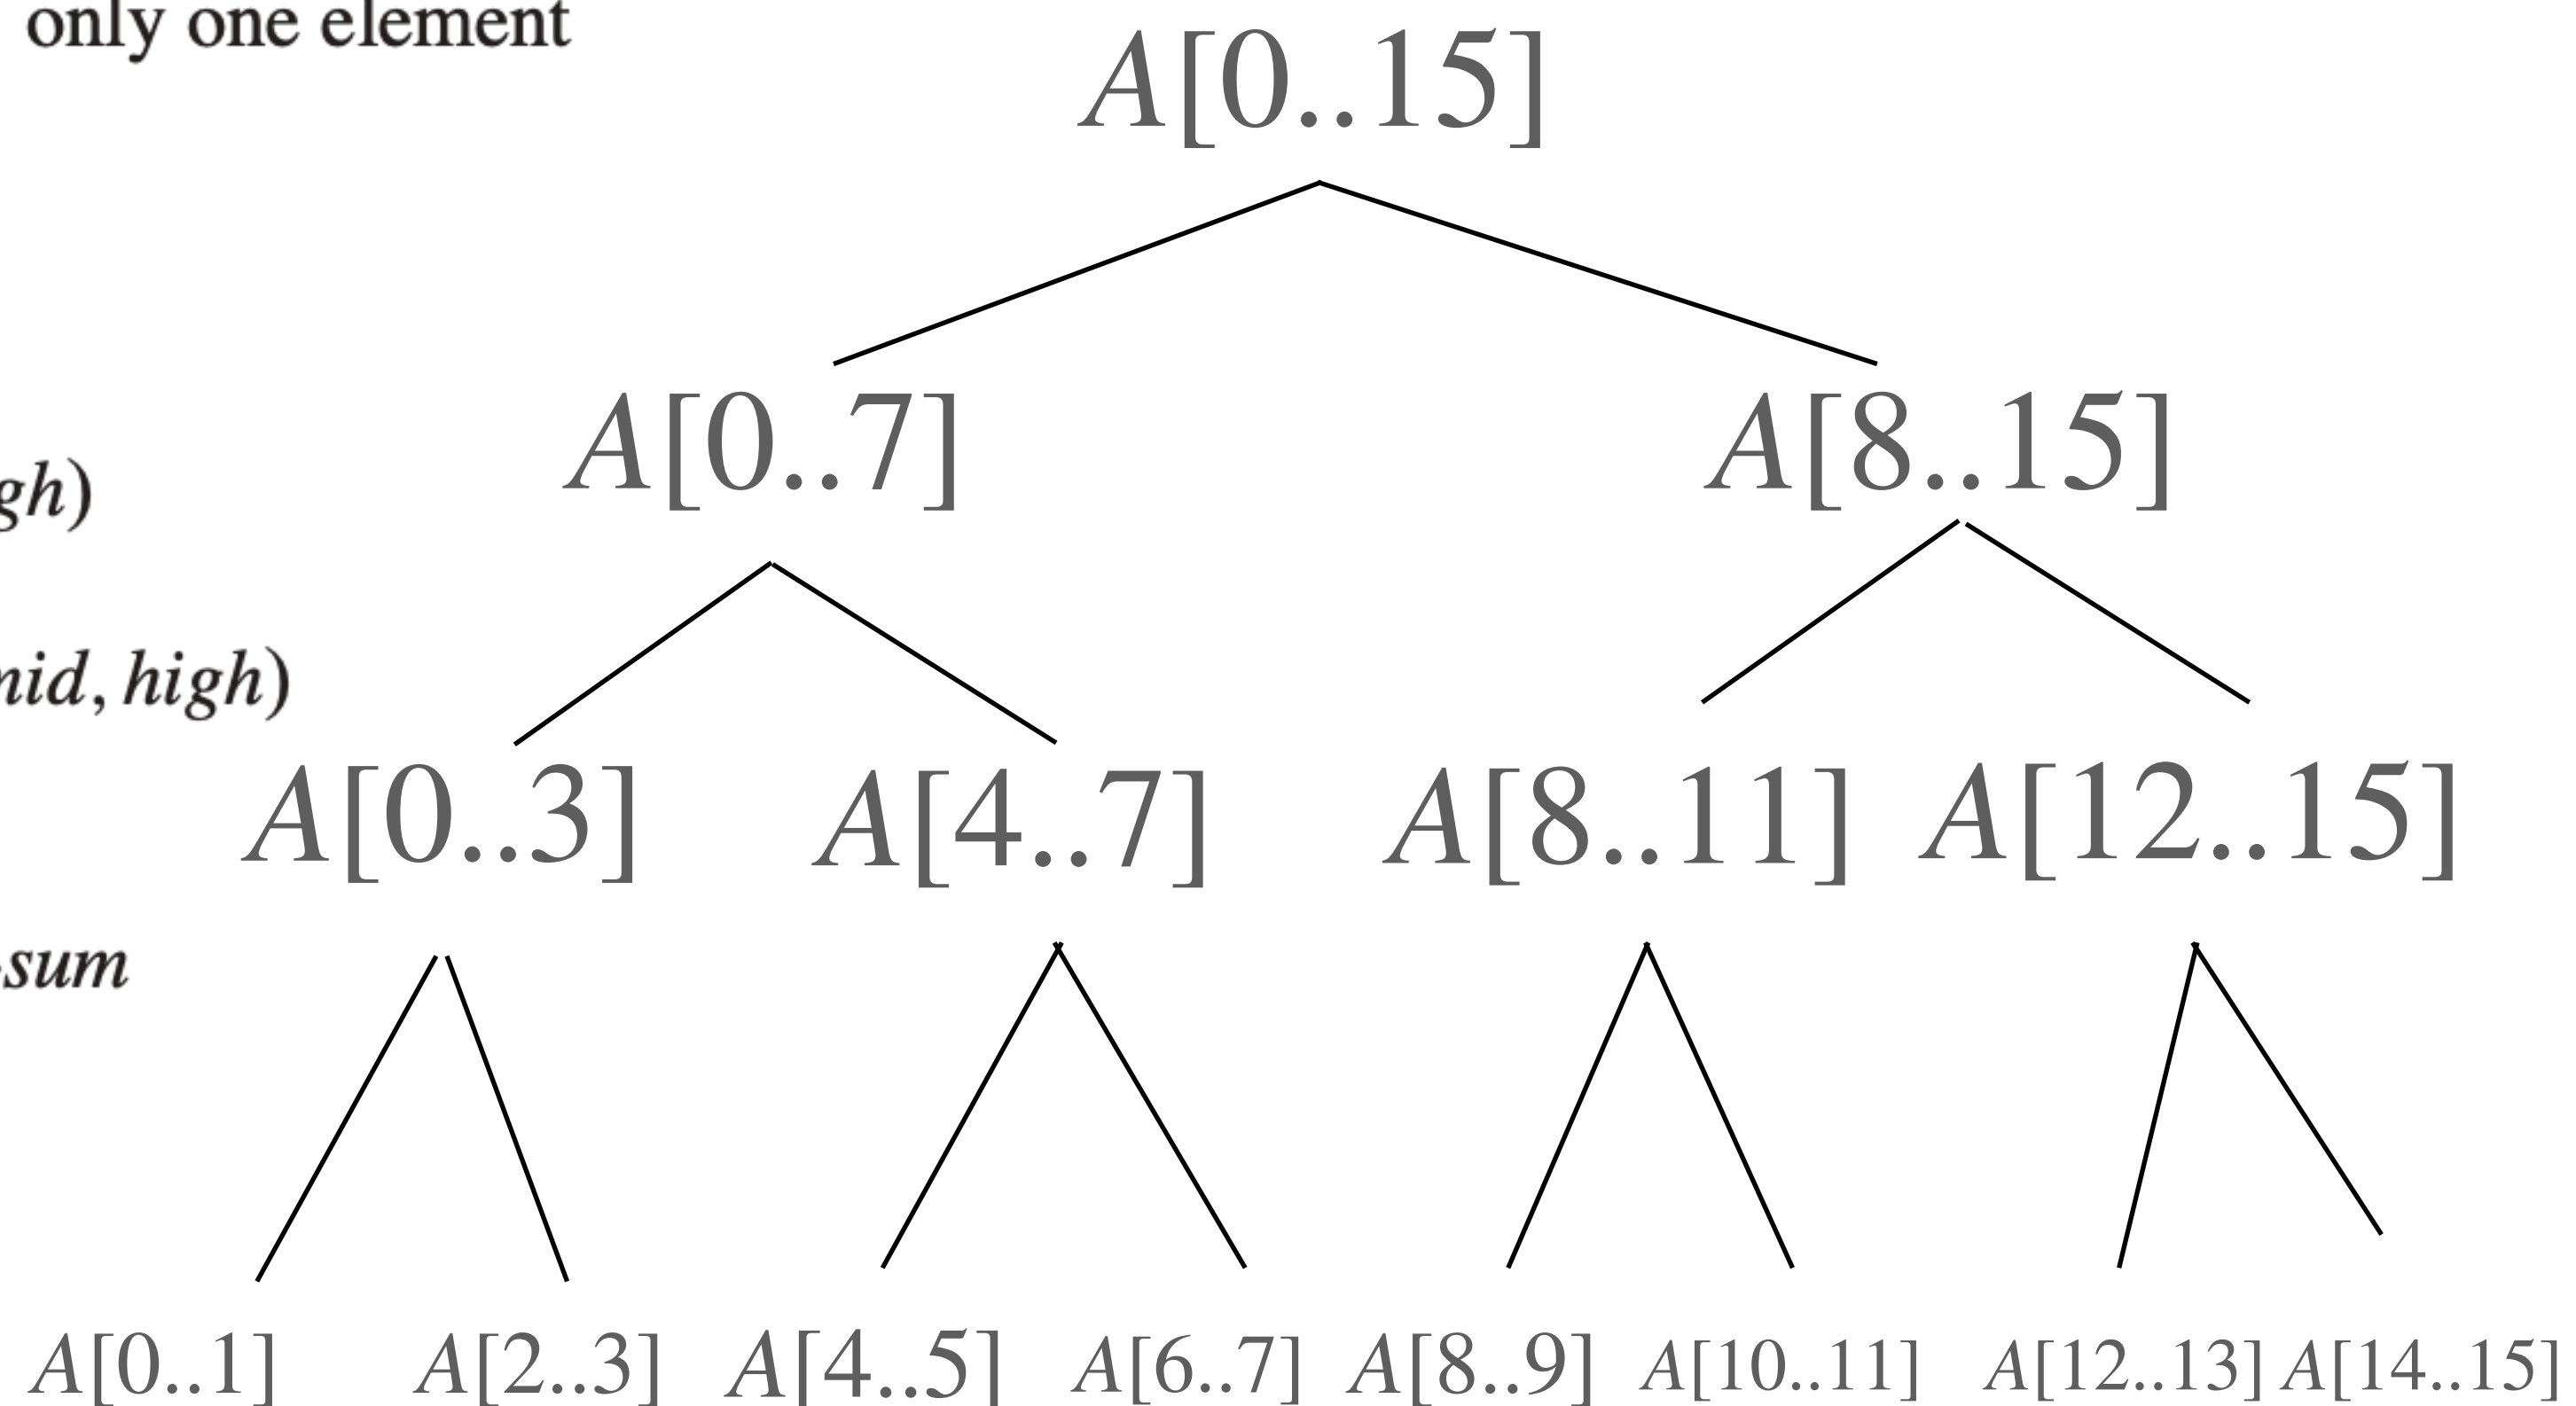 only one element
A[0..15]
A[0..7] A[8..15]
gh)
mid, high)
A[0..3] A[4..7] A[8..11] A[12..15]
-sum
A[0..1] A[2..3] A[4..5] A[6..7] A[8..9] A[10..11] A[12..13] A[14..15]